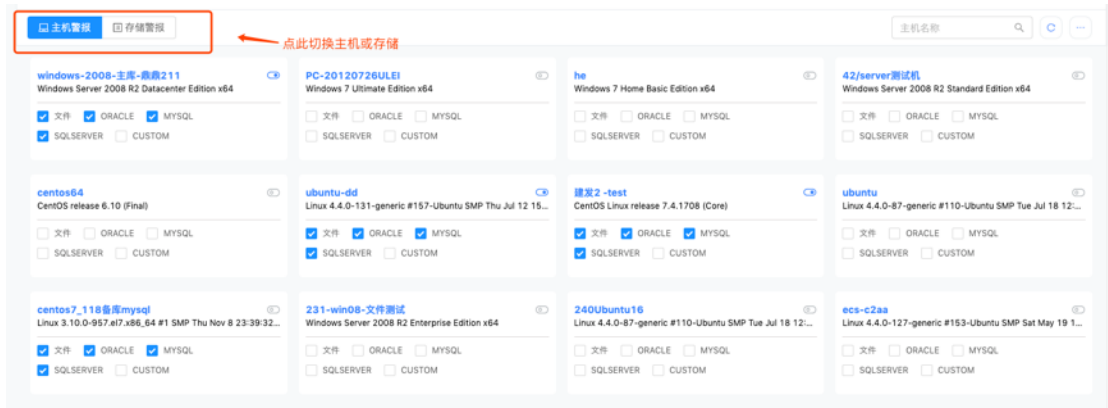 主机警报 存储警报 主机名称
点此切换主机或存储
windows-2008-主库-鼎鼎211 PC-20120726ULEI he 42/server测试机
Windows Server 2008 R2 Datacenter Edition x64 Windows 7 Ultimate Edition x64 Windows 7 Home Basic Edition x64 Windows Server 2008 R2 Standard Edition x64
文件 ORACLE MYSQL 文件 ORACLE MYSQL 文件 ORACLE MYSQL 文件 ORACLE MYSQL
SQLSERVER CUSTOM SQLSERVER CUSTOM SQLSERVER CUSTOM SQLSERVER CUSTOM
centos64 ubuntu-dd 建发2 -test ubuntu
CentOS release 6.10 (Final) Linux 4.4.0-131-generic #157-Ubuntu SMP Thu Jul 12 15... CentOS Linux release 7.4.1708 (Core) Linux 4.4.0-87-generic #110-Ubuntu SMP Tue Jul 18 12:...
文件 ORACLE MYSQL 文件 ORACLE MYSQL 文件 ORACLE MYSQL 文件 ORACLE MYSQL
SQLSERVER CUSTOM SQLSERVER CUSTOM SQLSERVER CUSTOM SQLSERVER CUSTOM
centos7_118备库mysql 231-win08-文件测试 240Ubuntu16 ecs-c2aa
Linux 3.10.0-957.el7.x86_64 #1 SMP Thu Nov 8 23:39:32... Windows Server 2008 R2 Enterprise Edition x64 Linux 4.4.0-87-generic #110-Ubuntu SMP Tue Jul 18 12:... Linux 4.4.0-127-generic #153-Ubuntu SMP Sat May 19 1...
文件 ORACLE MYSQL 文件 ORACLE MYSQL 文件 ORACLE MYSQL 文件 ORACLE MYSQL
SQLSERVER CUSTOM SQLSERVER CUSTOM SQLSERVER CUSTOM SQLSERVER CUSTOM